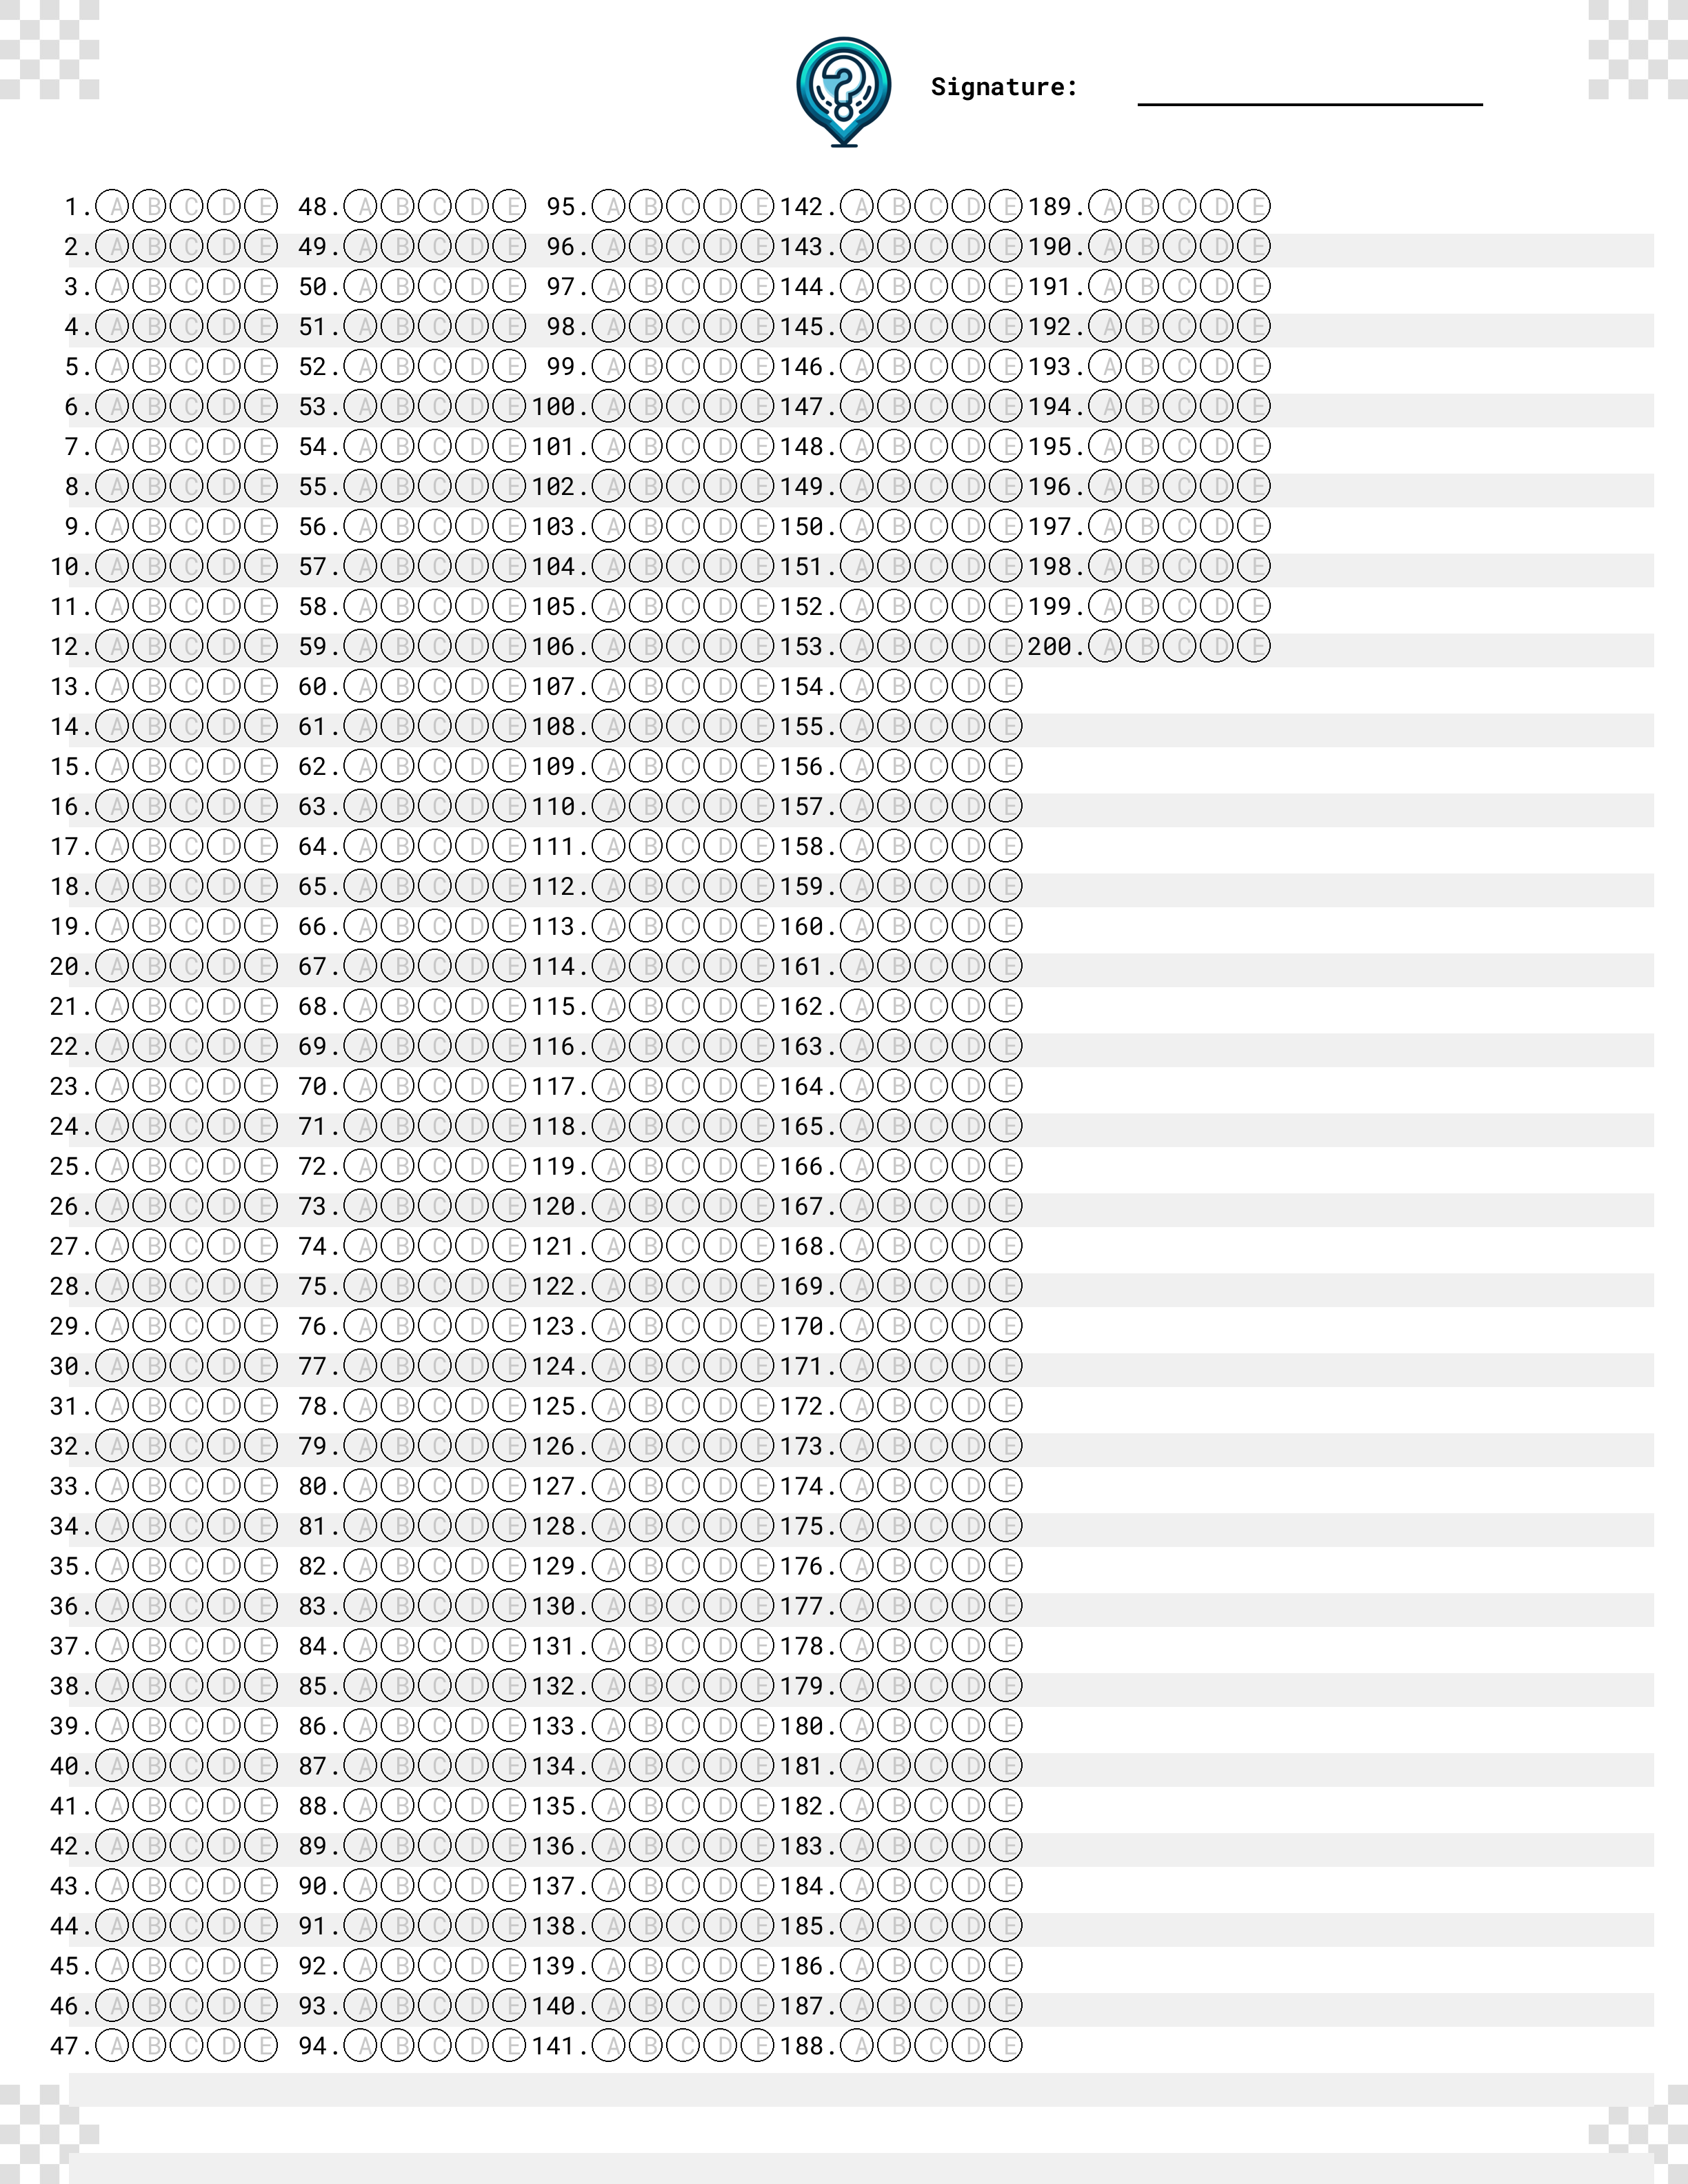 Signature:
1. A B C D E 48. A B C D E 95. A B C D E 142. A B C D E 189. A B C D E
2. A B C D E 49. A B C D E 96. A B C D E 143. A B C D E 190. A B C D E
3. A B C D E 50. A B C D E 97. A B C D E 144. A B C D E 191. A B C D E
4. A B C D E 51. A B C D E 98. A B C D E 145. A B C D E 192. A B C D E
5. A B C D E 52. A B C D E 99. A B C D E 146. A B C D E 193. A B C D E
6. A B C D E 53. A B C D E 100. A B C D E 147. A B C D E 194. A B C D E
7. A B C D E 54. A B C D E 101. A B C D E 148. A B C D E 195. A B C D E
8. A B C D E 55. A B C D E 102. A B C D E 149. A B C D E 196. A B C D E
9. A B C D E 56. A B C D E 103. A B C D E 150. A B C D E 197. A B C D E
10. A B C D E 57. A B C D E 104. A B C D E 151. A B C D E 198. A B C D E
11. A B C D E 58. A B C D E 105. A B C D E 152. A B C D E 199. A B C D E
12. A B C D E 59. A B C D E 106. A B C D E 153. A B C D E 200. A B C D E
13. A B C D E 60. A B C D E 107. A B C D E 154. A B C D E
14. A B C D E 61. A B C D E 108. A B C D E 155. A B C D E
15. A B C D E 62. A B C D E 109. A B C D E 156. A B C D E
16. A B C D E 63. A B C D E 110. A B C D E 157. A B C D E
17. A B C D E 64. A B C D E 111. A B C D E 158. A B C D E
18. A B C D E 65. A B C D E 112. A B C D E 159. A B C D E
19. A B C D E 66. A B C D E 113. A B C D E 160. A B C D E
20. A B C D E 67. A B C D E 114. A B C D E 161. A B C D E
21. A B C D E 68. A B C D E 115. A B C D E 162. A B C D E
22. A B C D E 69. A B C D E 116. A B C D E 163. A B C D E
23. A B C D E 70. A B C D E 117. A B C D E 164. A B C D E
24. A B C D E 71. A B C D E 118. A B C D E 165. A B C D E
25. A B C D E 72. A B C D E 119. A B C D E 166. A B C D E
26. A B C D E 73. A B C D E 120. A B C D E 167. A B C D E
27. A B C D E 74. A B C D E 121. A B C D E 168. A B C D E
28. A B C D E 75. A B C D E 122. A B C D E 169. A B C D E
29. A B C D E 76. A B C D E 123. A B C D E 170. A B C D E
30. A B C D E 77. A B C D E 124. A B C D E 171. A B C D E
31. A B C D E 78. A B C D E 125. A B C D E 172. A B C D E
32. A B C D E 79. A B C D E 126. A B C D E 173. A B C D E
33. A B C D E 80. A B C D E 127. A B C D E 174. A B C D E
34. A B C D E 81. A B C D E 128. A B C D E 175. A B C D E
35. A B C D E 82. A B C D E 129. A B C D E 176. A B C D E
36. A B C D E 83. A B C D E 130. A B C D E 177. A B C D E
37. A B C D E 84. A B C D E 131. A B C D E 178. A B C D E
38. A B C D E 85. A B C D E 132. A B C D E 179. A B C D E
39. A B C D E 86. A B C D E 133. A B C D E 180. A B C D E
40. A B C D E 87. A B C D E 134. A B C D E 181. A B C D E
41. A B C D E 88. A B C D E 135. A B C D E 182. A B C D E
42. A B C D E 89. A B C D E 136. A B C D E 183. A B C D E
43. A B C D E 90. A B C D E 137. A B C D E 184. A B C D E
44. A B C D E 91. A B C D E 138. A B C D E 185. A B C D E
45. A B C D E 92. A B C D E 139. A B C D E 186. A B C D E
46. A B C D E 93. A B C D E 140. A B C D E 187. A B C D E
47. A B C D E 94. A B C D E 141. A B C D E 188. A B C D E